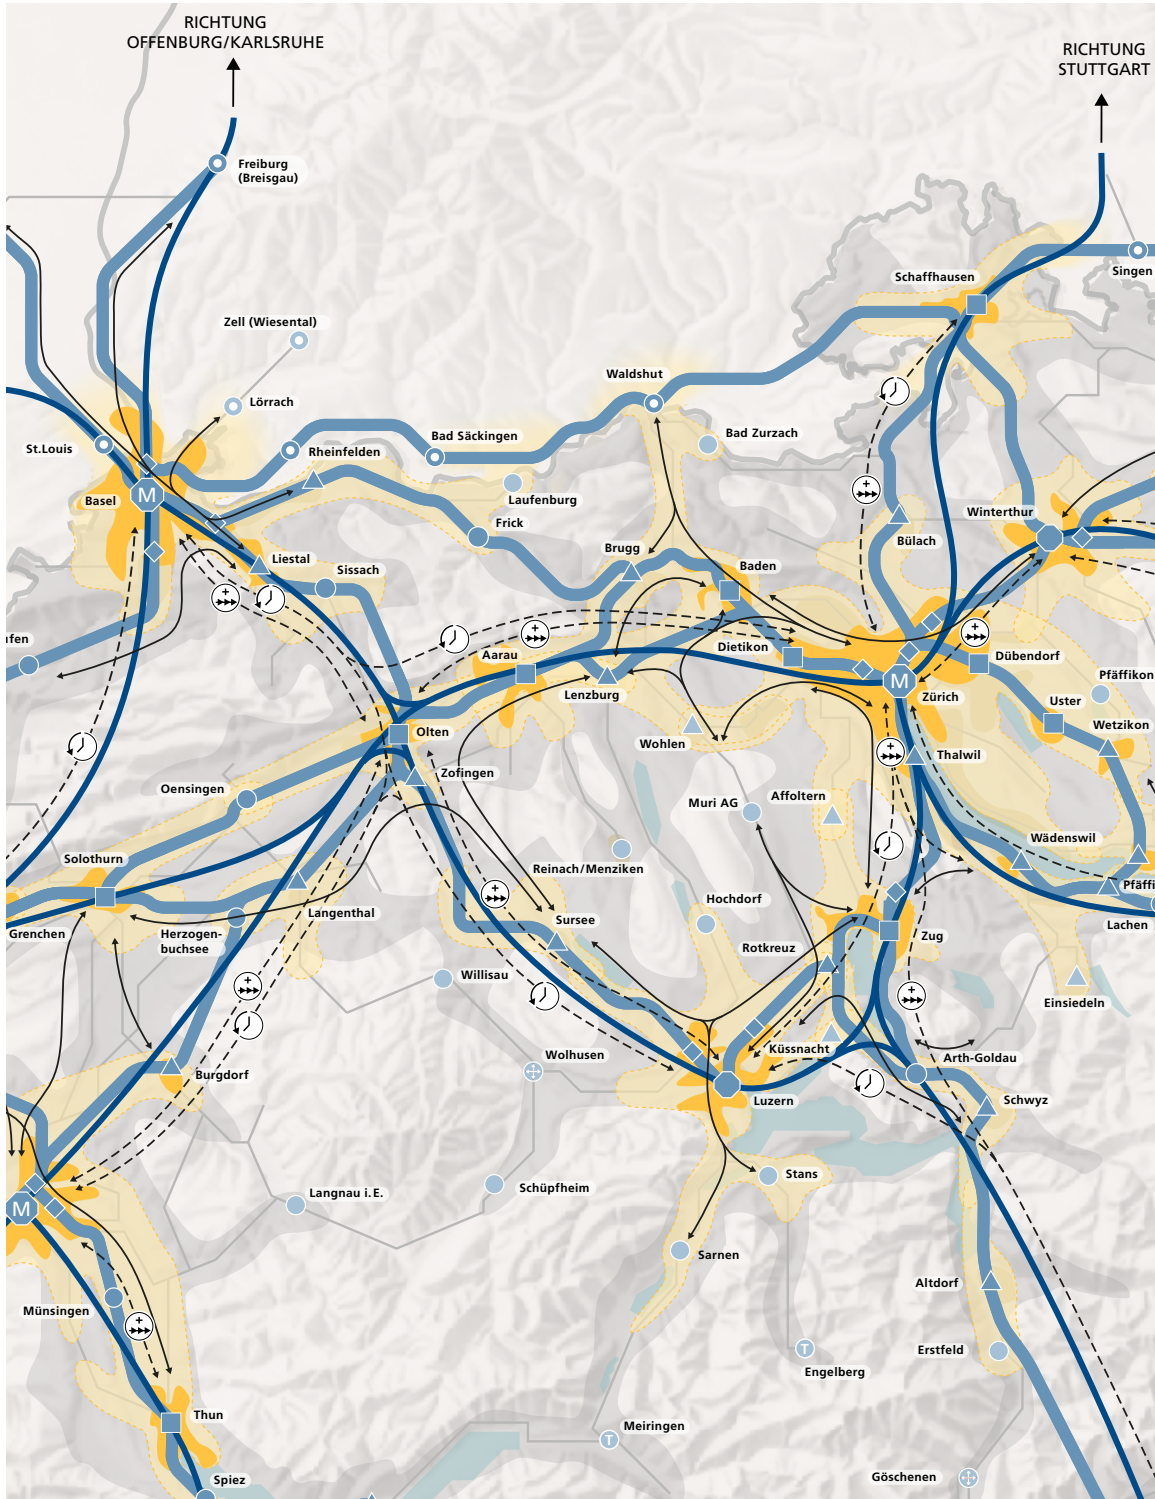 RICHTUNG
OFFENBURG/KARLSRUHE
RICHTUNG
STUTTGART
Freiburg
(Breisgau)
Schaffhausen
Singen
Zell (Wiesental)
Waldshut
Lörrach
St.Louis
Bad Säckingen
Bad Zurzach
Rheinfelden
Basel
M
Laufenburg
Winterthur
Frick
Bülach
Brugg
Liestal
Sissach
Baden
ufen
Dietikon
Aarau
Dübendorf
Pfäffikon
M
Lenzburg
Zürich
Uster
Wetzikon
Olten
Wohlen
Thalwil
Zofingen
Oensingen
Affoltern
Muri AG
Wädenswil
Solothurn
Reinach/Menziken
Pfäffi
Hochdorf
Langenthal
Sursee
Lachen
Grenchen
Herzogen-
buchsee
Zug
Rotkreuz
Willisau
Einsiedeln
Küssnacht
Wolhusen
Arth-Goldau
Burgdorf
Luzern
Schwyz
Stans
Langnau i.E.
Schüpfheim
M
Sarnen
Altdorf
Münsingen
Erstfeld
T
Engelberg
Thun
Meiringen
T
Göschenen
Spiez